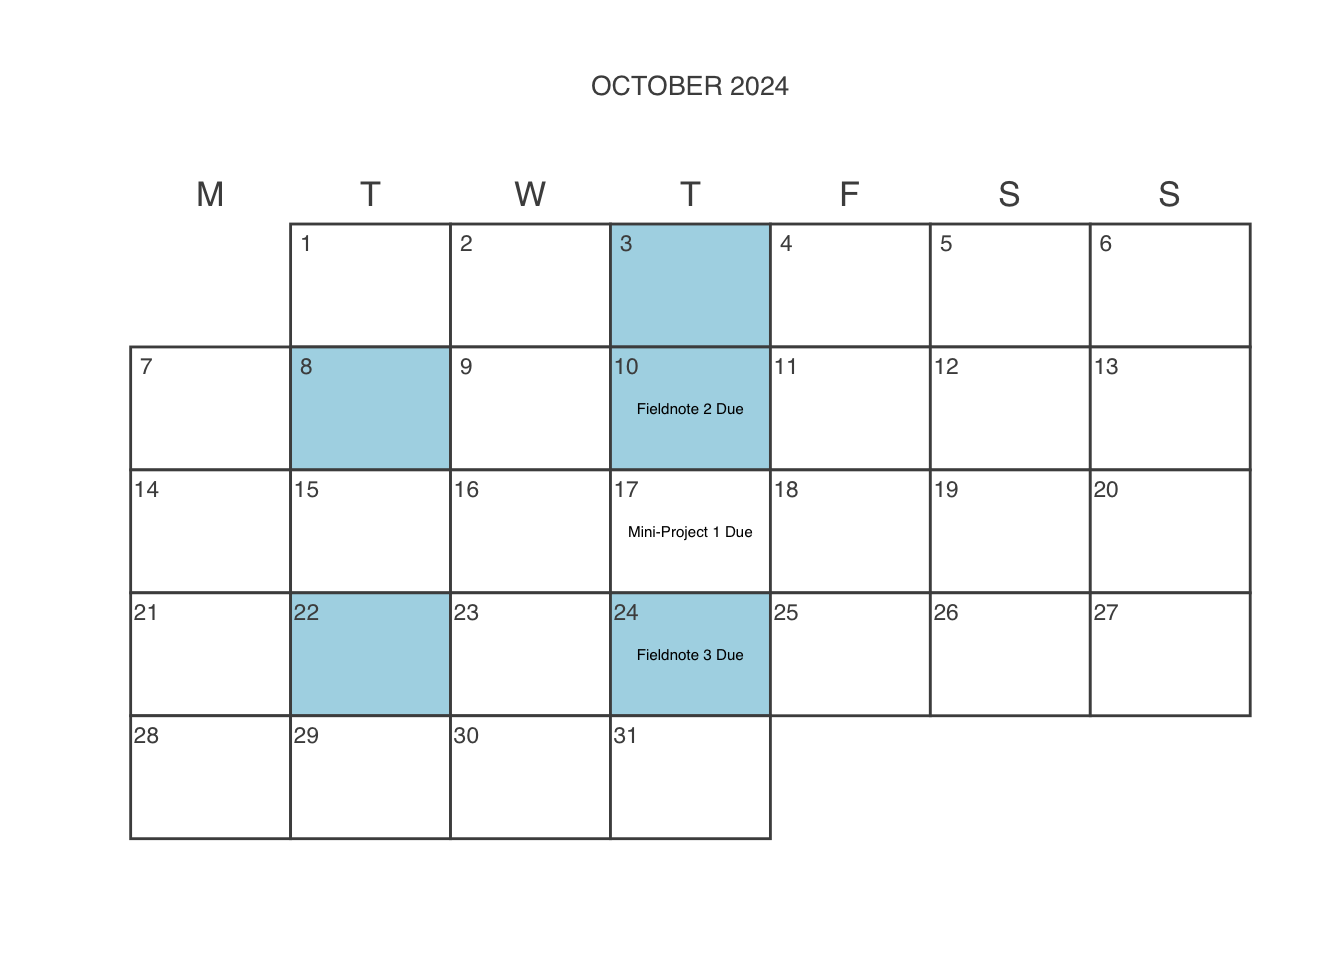 OCTOBER 2024
M T W T F S S
1 2 3 4 5 6
7 8 9 10 11 12 13
Fieldnote 2 Due
14 15 16 17 18 19 20
Mini-Project 1 Due
21 22 23 24 25 26 27
Fieldnote 3 Due
28 29 30 31